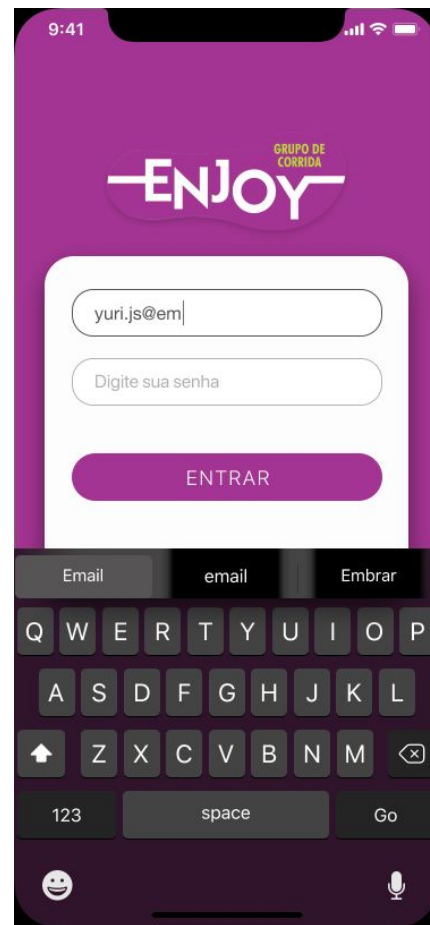 9:41
GRUPO DE
CORRIDA
ENJOY
yuri.js@em
Digite sua senha
ENTRAR
Email email Embrar
Q W E R T Y U I O P
A S D F G H J K L
Z X C V B N M
123 space Go